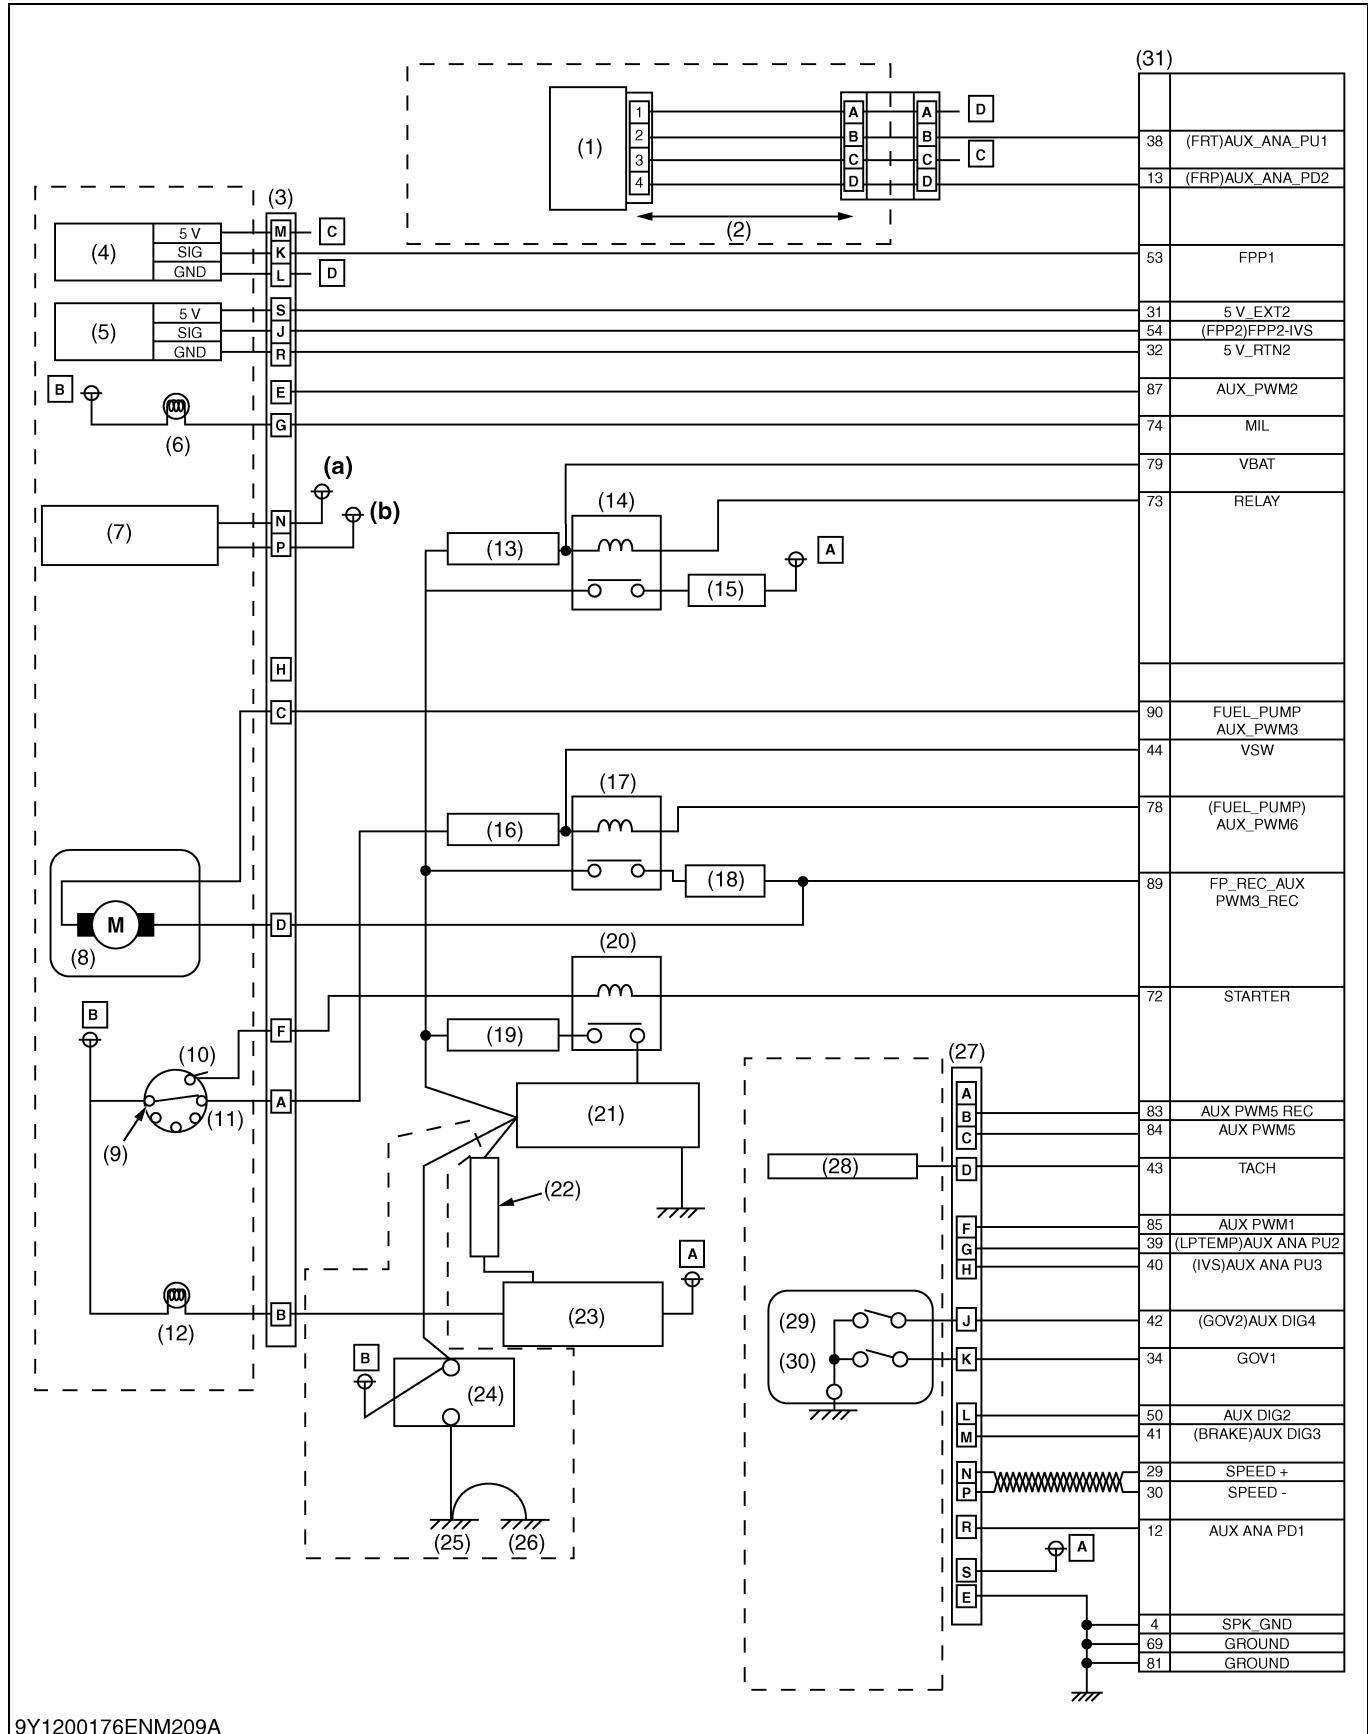 (31)
(1)
1
2
3
4
A
B
C
D
A
B
C
D
D
C
(2)
38 (FRT)AUX_ANA_PU1
13 (FRP)AUX_ANA_PD2
(3)
(4)
5 V
SIG
GND
M
K
L
C
D
53 FPP1
(5)
5 V
SIG
GND
S
J
R
31 5 V_EXT2
54 (FPP2)FPP2-IVS
32 5 V_RTN2
B
E
87 AUX_PWM2
(6)
G
74 MIL
(a)
79 VBAT
(b)
(7)
N
P
(14)
73 RELAY
(13)
A
(15)
H
C
90 FUEL_PUMP
AUX_PWM3
44 VSW
(17)
78 (FUEL_PUMP)
AUX_PWM6
(16)
(18)
89 FP_REC_AUX
PWM3_REC
M
(8)
D
(20)
72 STARTER
B
F
(19)
(10)
(9)
(11)
A
(21)
(27)
A
B
C
D
F
G
H
J
K
L
M
N
P
R
S
E
83 AUX PWM5 REC
84 AUX PWM5
(28)
43 TACH
(22)
85 AUX PWM1
39 (LPTEMP)AUX ANA PU2
40 (IVS)AUX ANA PU3
A
(12)
B
(23)
(29)
42 (GOV2)AUX DIG4
(30)
34 GOV1
B
(24)
50 AUX DIG2
41 (BRAKE)AUX DIG3
29 SPEED +
30 SPEED -
(25)
(26)
12 AUX ANA PD1
A
4 SPK_GND
69 GROUND
81 GROUND
9Y1200176ENM209A